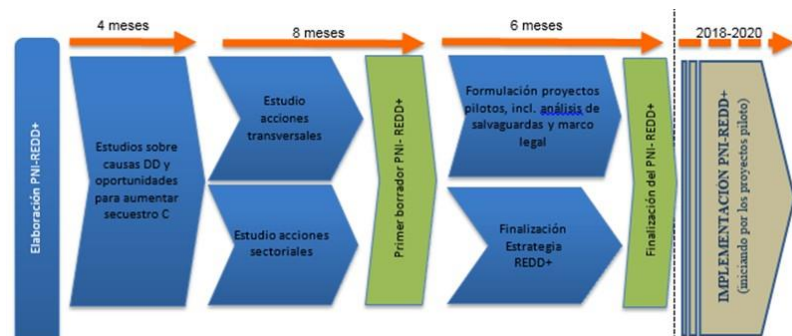 4 meses
8 meses
6 meses
2018-2020
Elaboración PNI-REDD+
Estudios sobre
causas DD y
oportunidades
para aumentar
secuestro C
Estudio
acciones
transversales
Estudio acciones
sectoriales
Primer borrador PNI- REDD+
Formulación proyectos
pilotos, incl. análisis de
salvaguardas y marco
legal
Finalización
Estrategia
REDD+
Finalización del PNI-REDD+
IMPLEMENTACIÓN PNI-REDD+
(iniciando por los proyectos piloto)